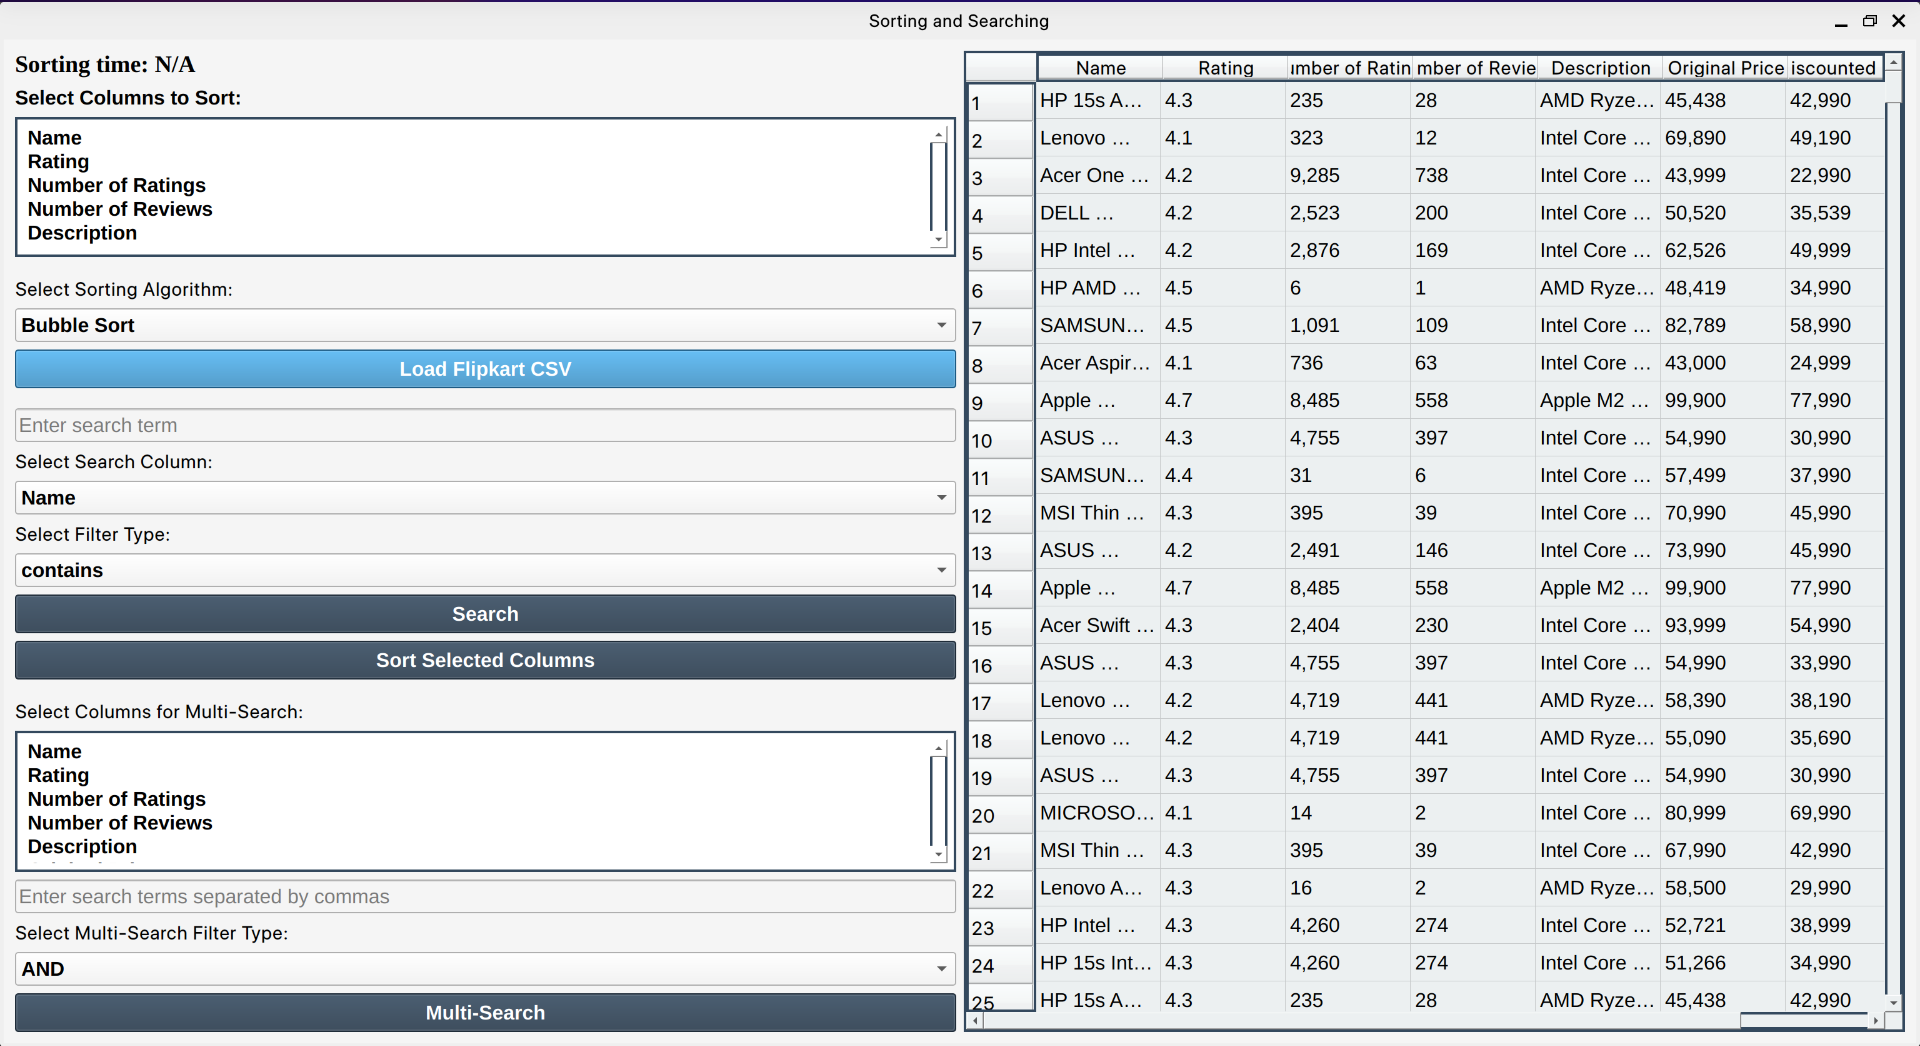 Sorting and Searching
Sorting time: N/A
Select Columns to Sort:
Name
Rating
Number of Ratings
Number of Reviews
Description
Select Sorting Algorithm:
Bubble Sort
Load Flipkart CSV
Enter search term
Select Search Column:
Name
Select Filter Type:
contains
Search
Sort Selected Columns
Select Columns for Multi-Search:
Name
Rating
Number of Ratings
Number of Reviews
Description
Enter search terms separated by commas
Select Multi-Search Filter Type:
AND
Multi-Search
Name Rating umber of Ratin mber of Revie Description Original Price iscounted
1 HP 15s A... 4.3 235 28 AMD Ryze... 45,438 42,990
2 Lenovo ... 4.1 323 12 Intel Core ... 69,890 49,190
3 Acer One ... 4.2 9,285 738 Intel Core ... 43,999 22,990
4 DELL ... 4.2 2,523 200 Intel Core ... 50,520 35,539
5 HP Intel ... 4.2 2,876 169 Intel Core ... 62,526 49,999
6 HP AMD ... 4.5 6 1 AMD Ryze... 48,419 34,990
7 SAMSUN... 4.5 1,091 109 Intel Core ... 82,789 58,990
8 Acer Aspir... 4.1 736 63 Intel Core ... 43,000 24,999
9 Apple ... 4.7 8,485 558 Apple M2 ... 99,900 77,990
10 ASUS ... 4.3 4,755 397 Intel Core ... 54,990 30,990
11 SAMSUN... 4.4 31 6 Intel Core ... 57,499 37,990
12 MSI Thin ... 4.3 395 39 Intel Core ... 70,990 45,990
13 ASUS ... 4.2 2,491 146 Intel Core ... 73,990 45,990
14 Apple ... 4.7 8,485 558 Apple M2 ... 99,900 77,990
15 Acer Swift ... 4.3 2,404 230 Intel Core ... 93,999 54,990
16 ASUS ... 4.3 4,755 397 Intel Core ... 54,990 33,990
17 Lenovo ... 4.2 4,719 441 AMD Ryze... 58,390 38,190
18 Lenovo ... 4.2 4,719 441 AMD Ryze... 55,090 35,690
19 ASUS ... 4.3 4,755 397 Intel Core ... 54,990 30,990
20 MICROSO... 4.1 14 2 Intel Core ... 80,999 69,990
21 MSI Thin ... 4.3 395 39 Intel Core ... 67,990 42,990
22 Lenovo A... 4.3 16 2 AMD Ryze... 58,500 29,990
23 HP Intel ... 4.3 4,260 274 Intel Core ... 52,721 38,999
24 HP 15s Int... 4.3 4,260 274 Intel Core ... 51,266 34,990
25 HP 15s A... 4.3 235 28 AMD Ryze... 45,438 42,990